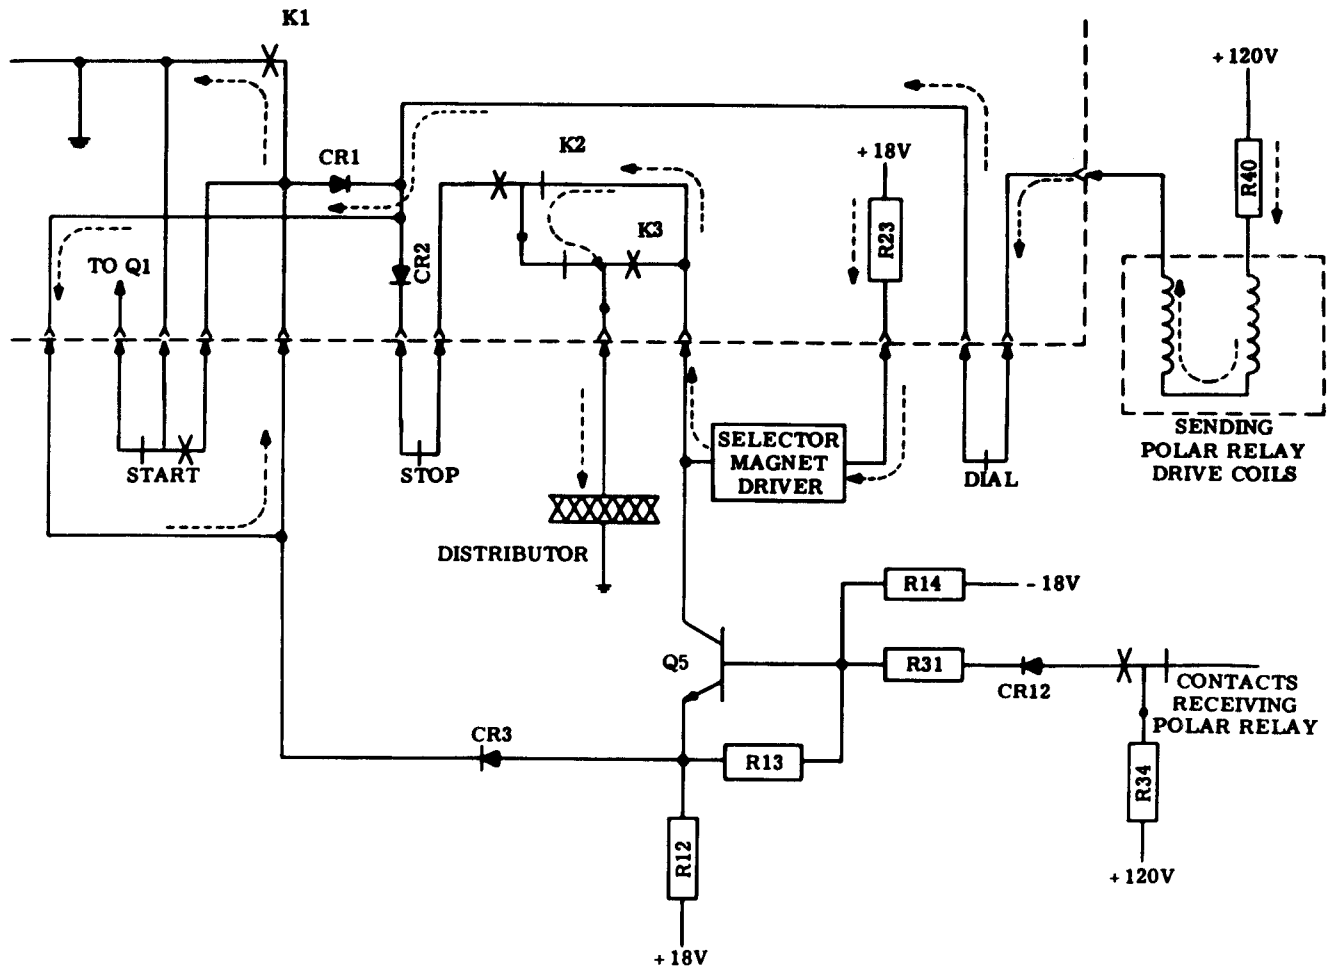 K1
+ 120V
K2
CR1
+ 18V
R40
K3
R23
CR2
TO Q1
START
STOP
SELECTOR
MAGNET
DRIVER
DIAL
SENDING
POLAR RELAY
DRIVE COILS
DISTRIBUTOR
R14
- 18V
Q5
R31
CR12
CONTACTS
RECEIVING
POLAR RELAY
CR3
R13
R34
R12
+ 120V
+ 18V